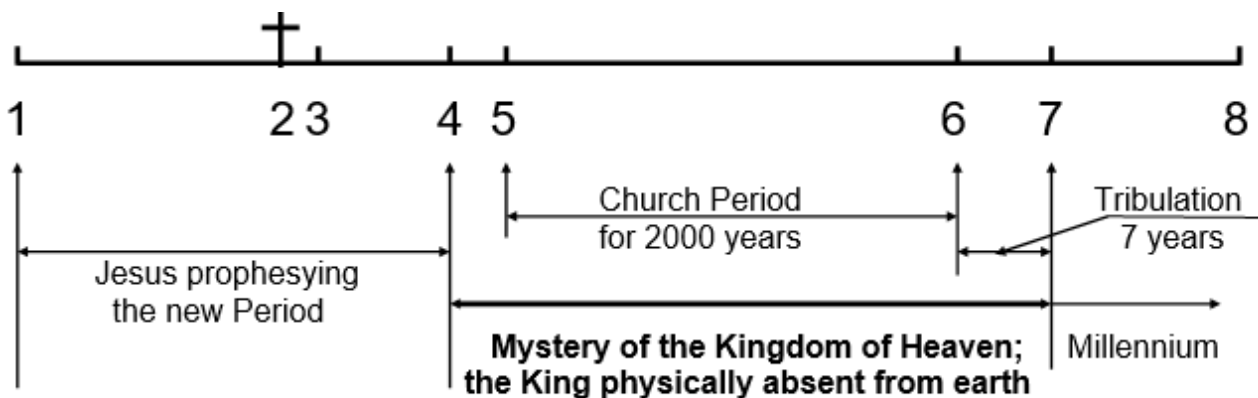 1 2 3 4 5 6 7 8
Church Period
for 2000 years
Tribulation
7 years
Jesus prophesying
the new Period
Mystery of the Kingdom of Heaven;
the King physically absent from earth
Millennium